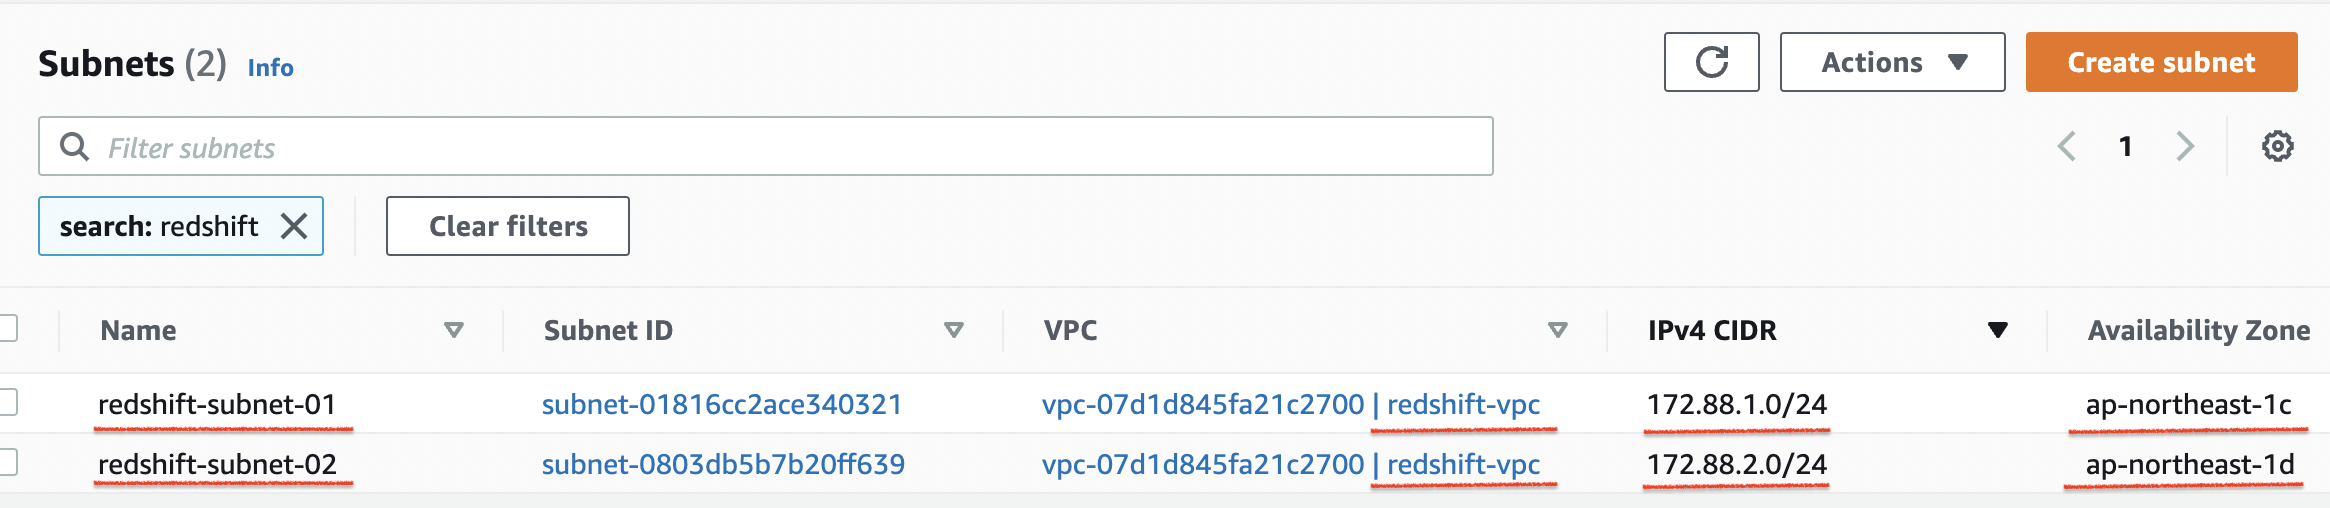 Subnets (2) Info
Actions
Create subnet
Filter subnets
1
search: redshift
Clear filters
Name Subnet ID VPC IPv4 CIDR Availability Zone
redshift-subnet-01 subnet-01816cc2ace340321 vpc-07d1d845fa21c2700 | redshift-vpc 172.88.1.0/24 ap-northeast-1c
redshift-subnet-02 subnet-0803db5b7b20ff639 vpc-07d1d845fa21c2700 | redshift-vpc 172.88.2.0/24 ap-northeast-1d